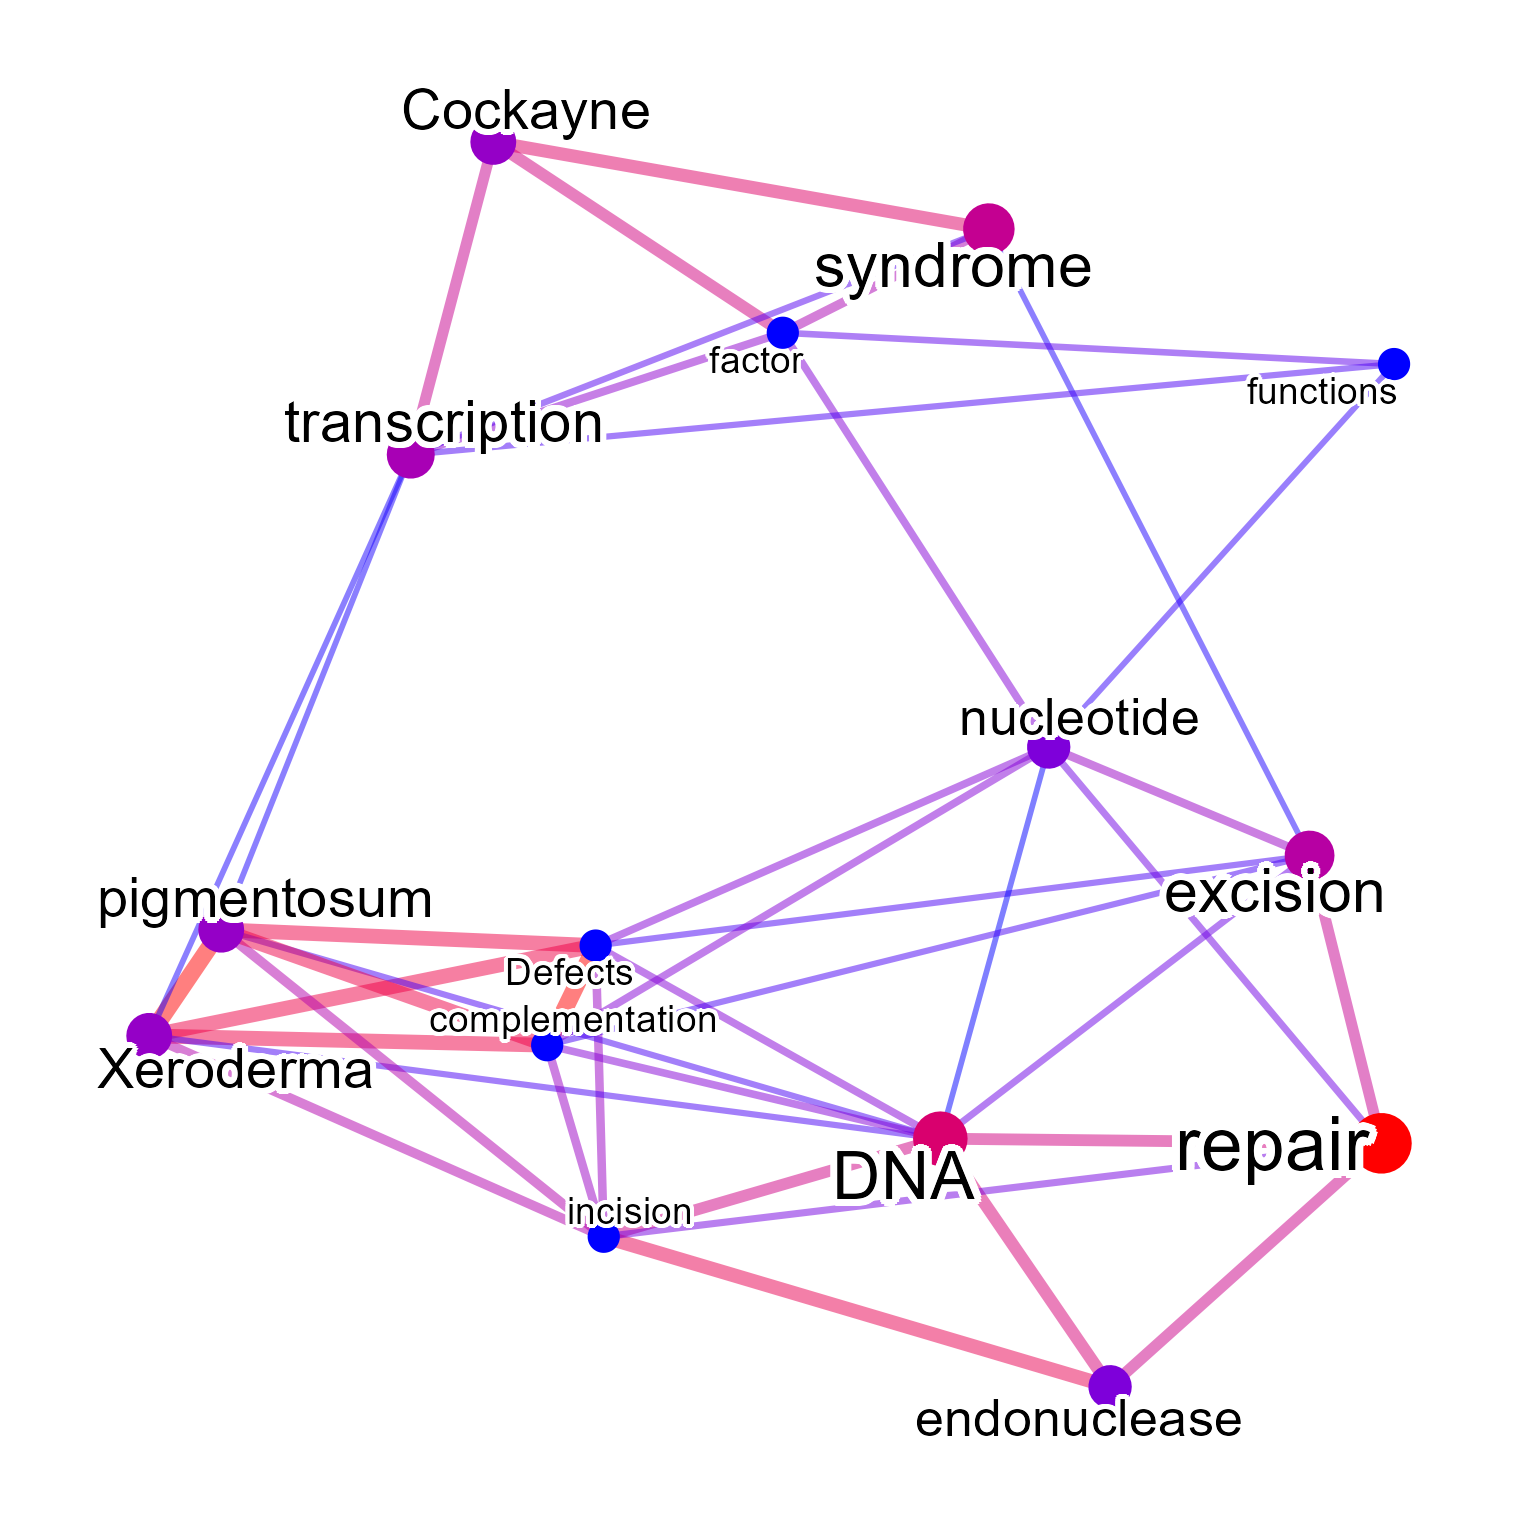 Cockayne
syndrome
factor
functions
transcription
nucleotide
excision
pigmentosum
Defects
complementation
Xeroderma
repair
DNA
incision
endonuclease